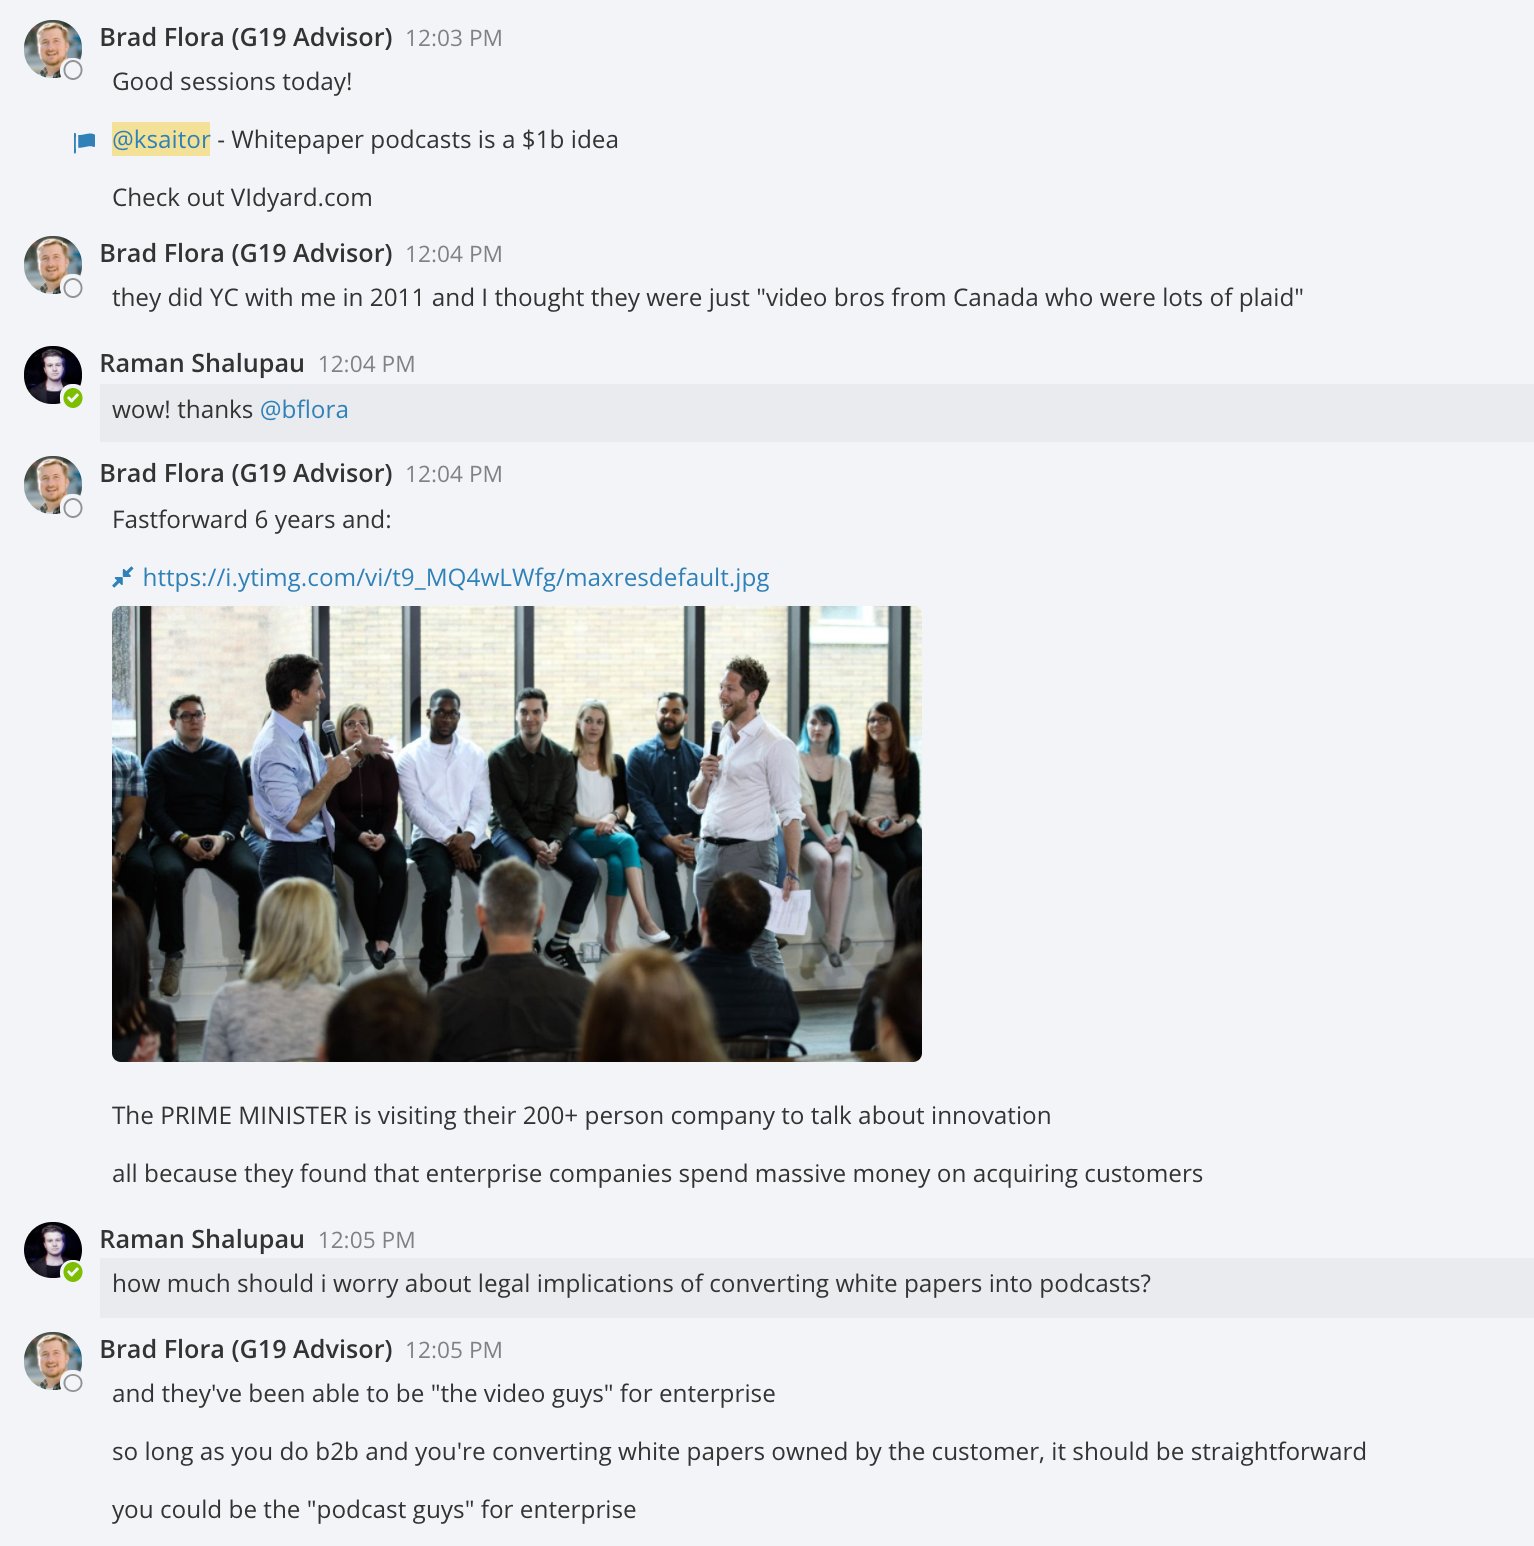 Brad Flora (G19 Advisor) 12:03 PM
Good sessions today!
@ksaitor - Whitepaper podcasts is a $1b idea
Check out VIdyard.com
Brad Flora (G19 Advisor) 12:04 PM
they did YC with me in 2011 and I thought they were just "video bros from Canada who were lots of plaid"
Raman Shalupau 12:04 PM
wow! thanks @bflora
Brad Flora (G19 Advisor) 12:04 PM
Fastforward 6 years and:
https://i.ytimg.com/vi/t9_MQ4wLWfg/maxresdefault.jpg
The PRIME MINISTER is visiting their 200+ person company to talk about innovation
all because they found that enterprise companies spend massive money on acquiring customers
Raman Shalupau 12:05 PM
how much should i worry about legal implications of converting white papers into podcasts?
Brad Flora (G19 Advisor) 12:05 PM
and they've been able to be "the video guys" for enterprise
so long as you do b2b and you're converting white papers owned by the customer, it should be straightforward
you could be the "podcast guys" for enterprise